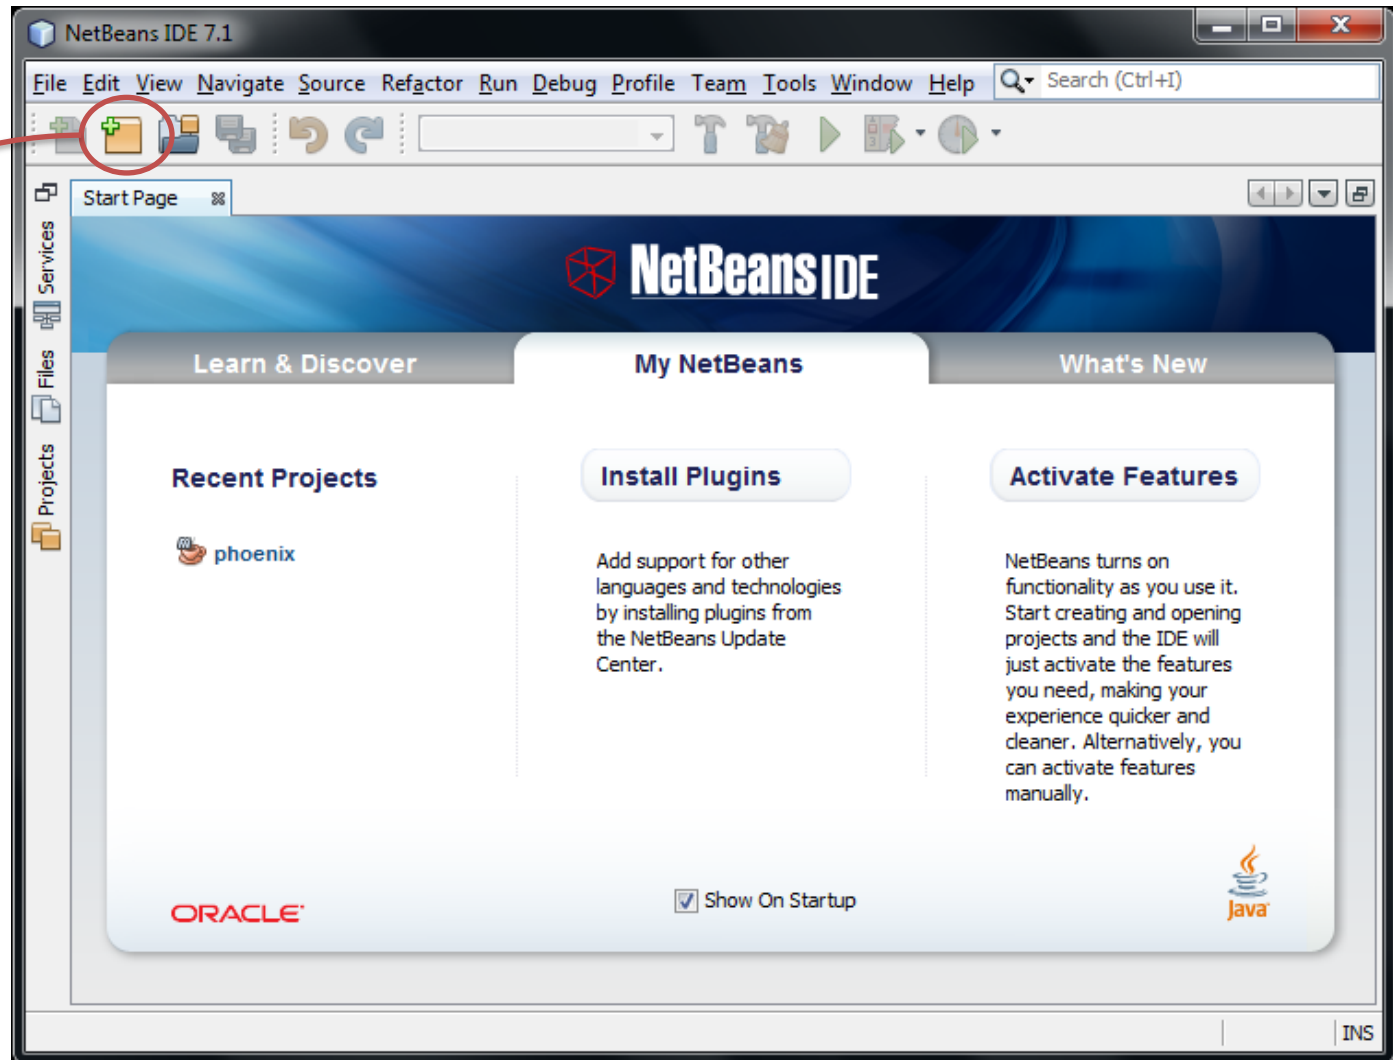 NetBeans IDE 7.1
File Edit View Navigate Source Refactor Run Debug Profile Team Tools Window Help Search (Ctrl+I)
Start Page
Services
Files
Projects
NetBeans IDE
Learn & Discover
My NetBeans
What's New
Recent Projects
phoenix
Install Plugins
Add support for other
languages and technologies
by installing plugins from
the NetBeans Update
Center.
Activate Features
NetBeans turns on
functionality as you use it.
Start creating and opening
projects and the IDE will
just activate the features
you need, making your
experience quicker and
cleaner. Alternatively, you
can activate features
manually.
ORACLE
Show On Startup
Java
INS